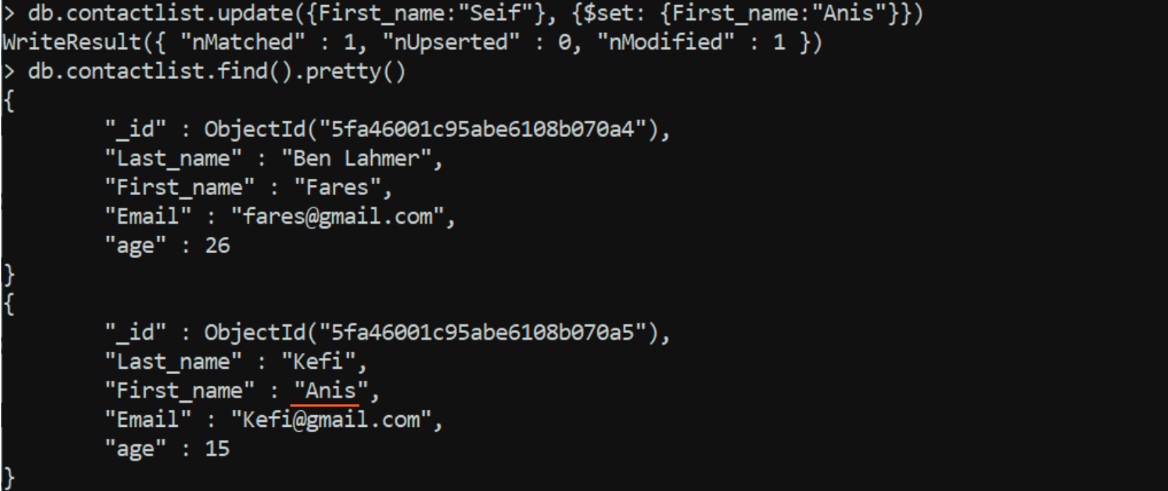 > db.contactlist.update({First_name:"Seif"}, {$set: {First_name:"Anis"}})
WriteResult({ "nMatched" : 1, "nUpserted" : 0, "nModified" : 1 })
> db.contactlist.find().pretty()
{
"_id" : ObjectId("5fa46001c95abe6108b070a4"),
"Last_name" : "Ben Lahmer",
"First_name" : "Fares",
"Email" : "fares@gmail.com",
"age" : 26
}
{
"_id" : ObjectId("5fa46001c95abe6108b070a5"),
"Last_name" : "Kefi",
"First_name" : "Anis",
"Email" : "Kefi@gmail.com",
"age" : 15
}